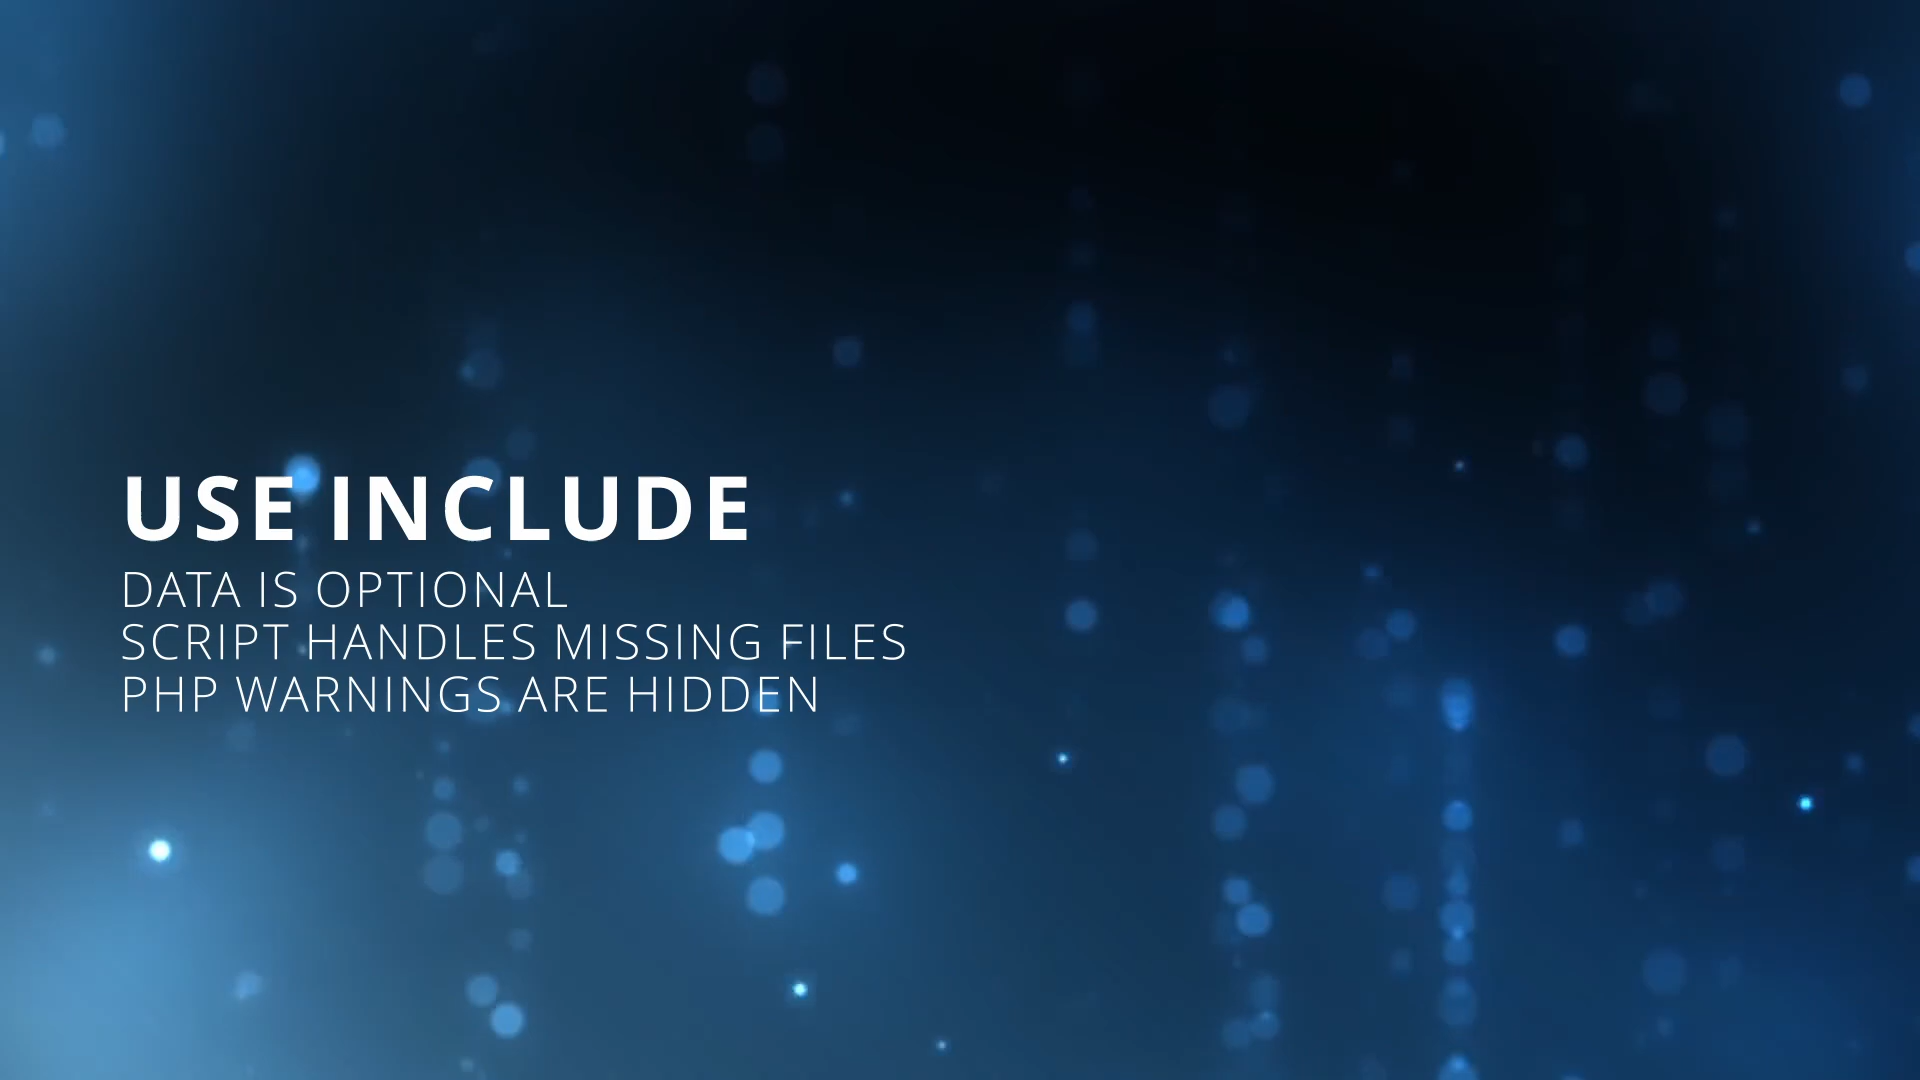 USE INCLUDE
DATA IS OPTIONAL
SCRIPT HANDLES MISSING FILES
PHP WARNINGS ARE HIDDEN